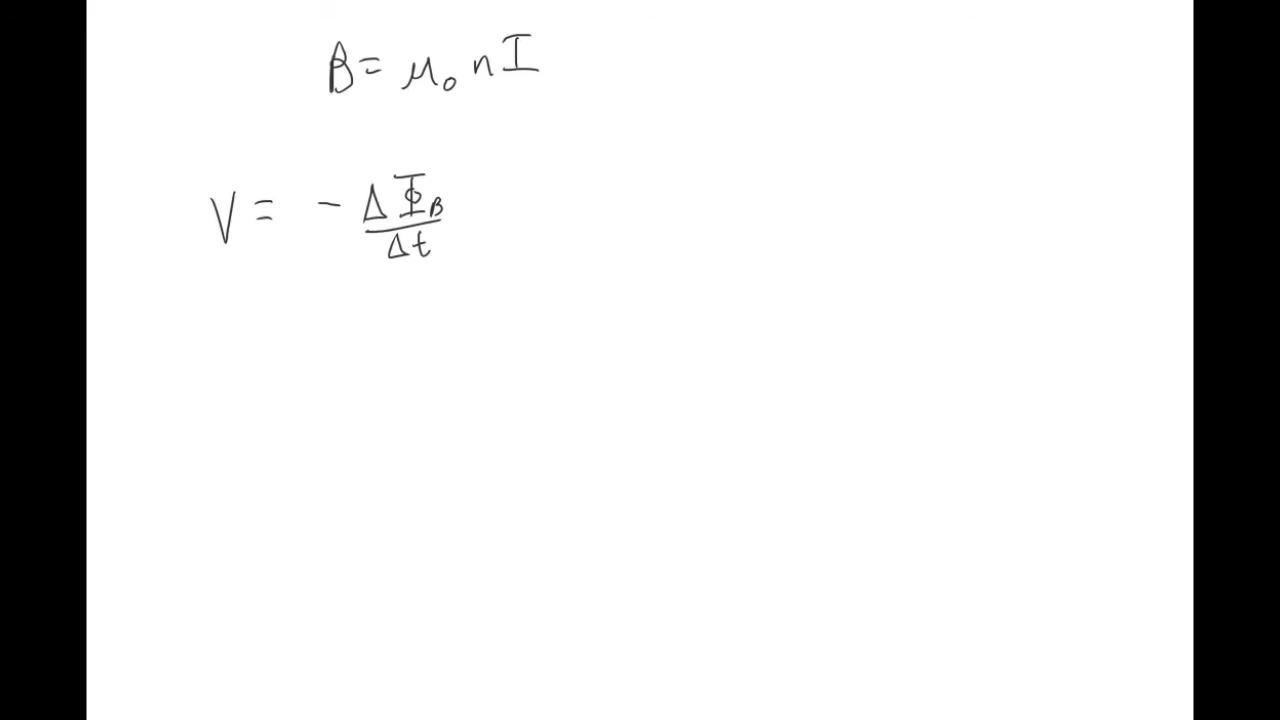 B = μ₀ n I
V = - ΔΦ_B / Δt